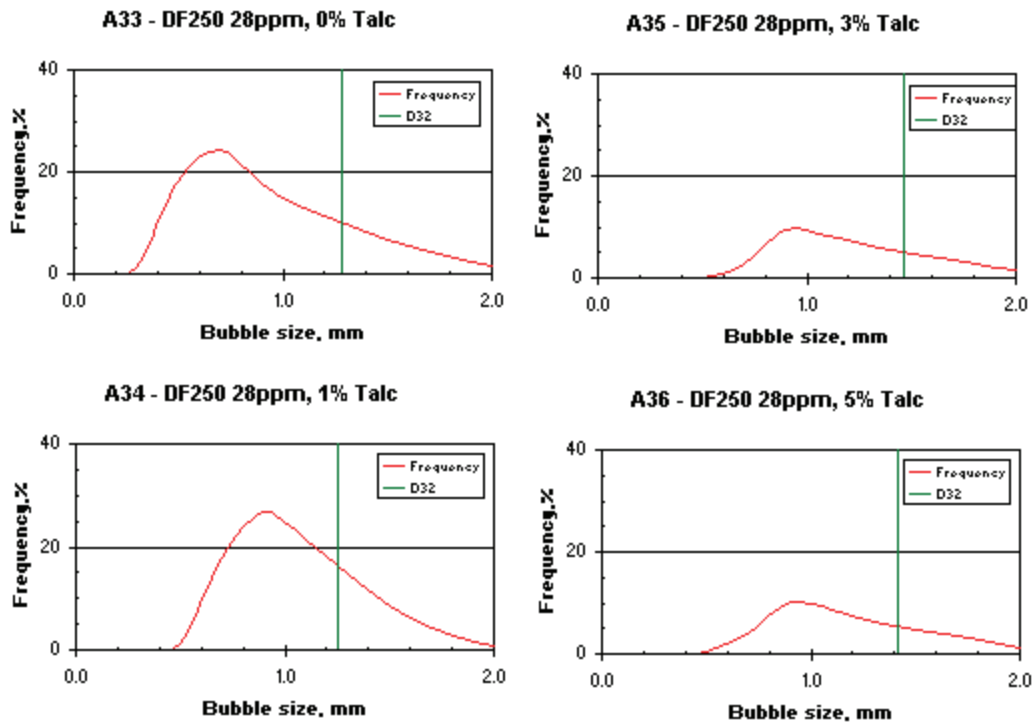 A33 - DF250 28ppm, 0% Talc
40
20
0
Frequency,%
Frequency
D32
0.0 1.0 2.0
Bubble size, mm
A35 - DF250 28ppm, 3% Talc
40
20
0
Frequency,%
Frequency
D32
0.0 1.0 2.0
Bubble size, mm
A34 - DF250 28ppm, 1% Talc
40
20
0
Frequency,%
Frequency
D32
0.0 1.0 2.0
Bubble size, mm
A36 - DF250 28ppm, 5% Talc
40
20
0
Frequency,%
Frequency
D32
0.0 1.0 2.0
Bubble size, mm